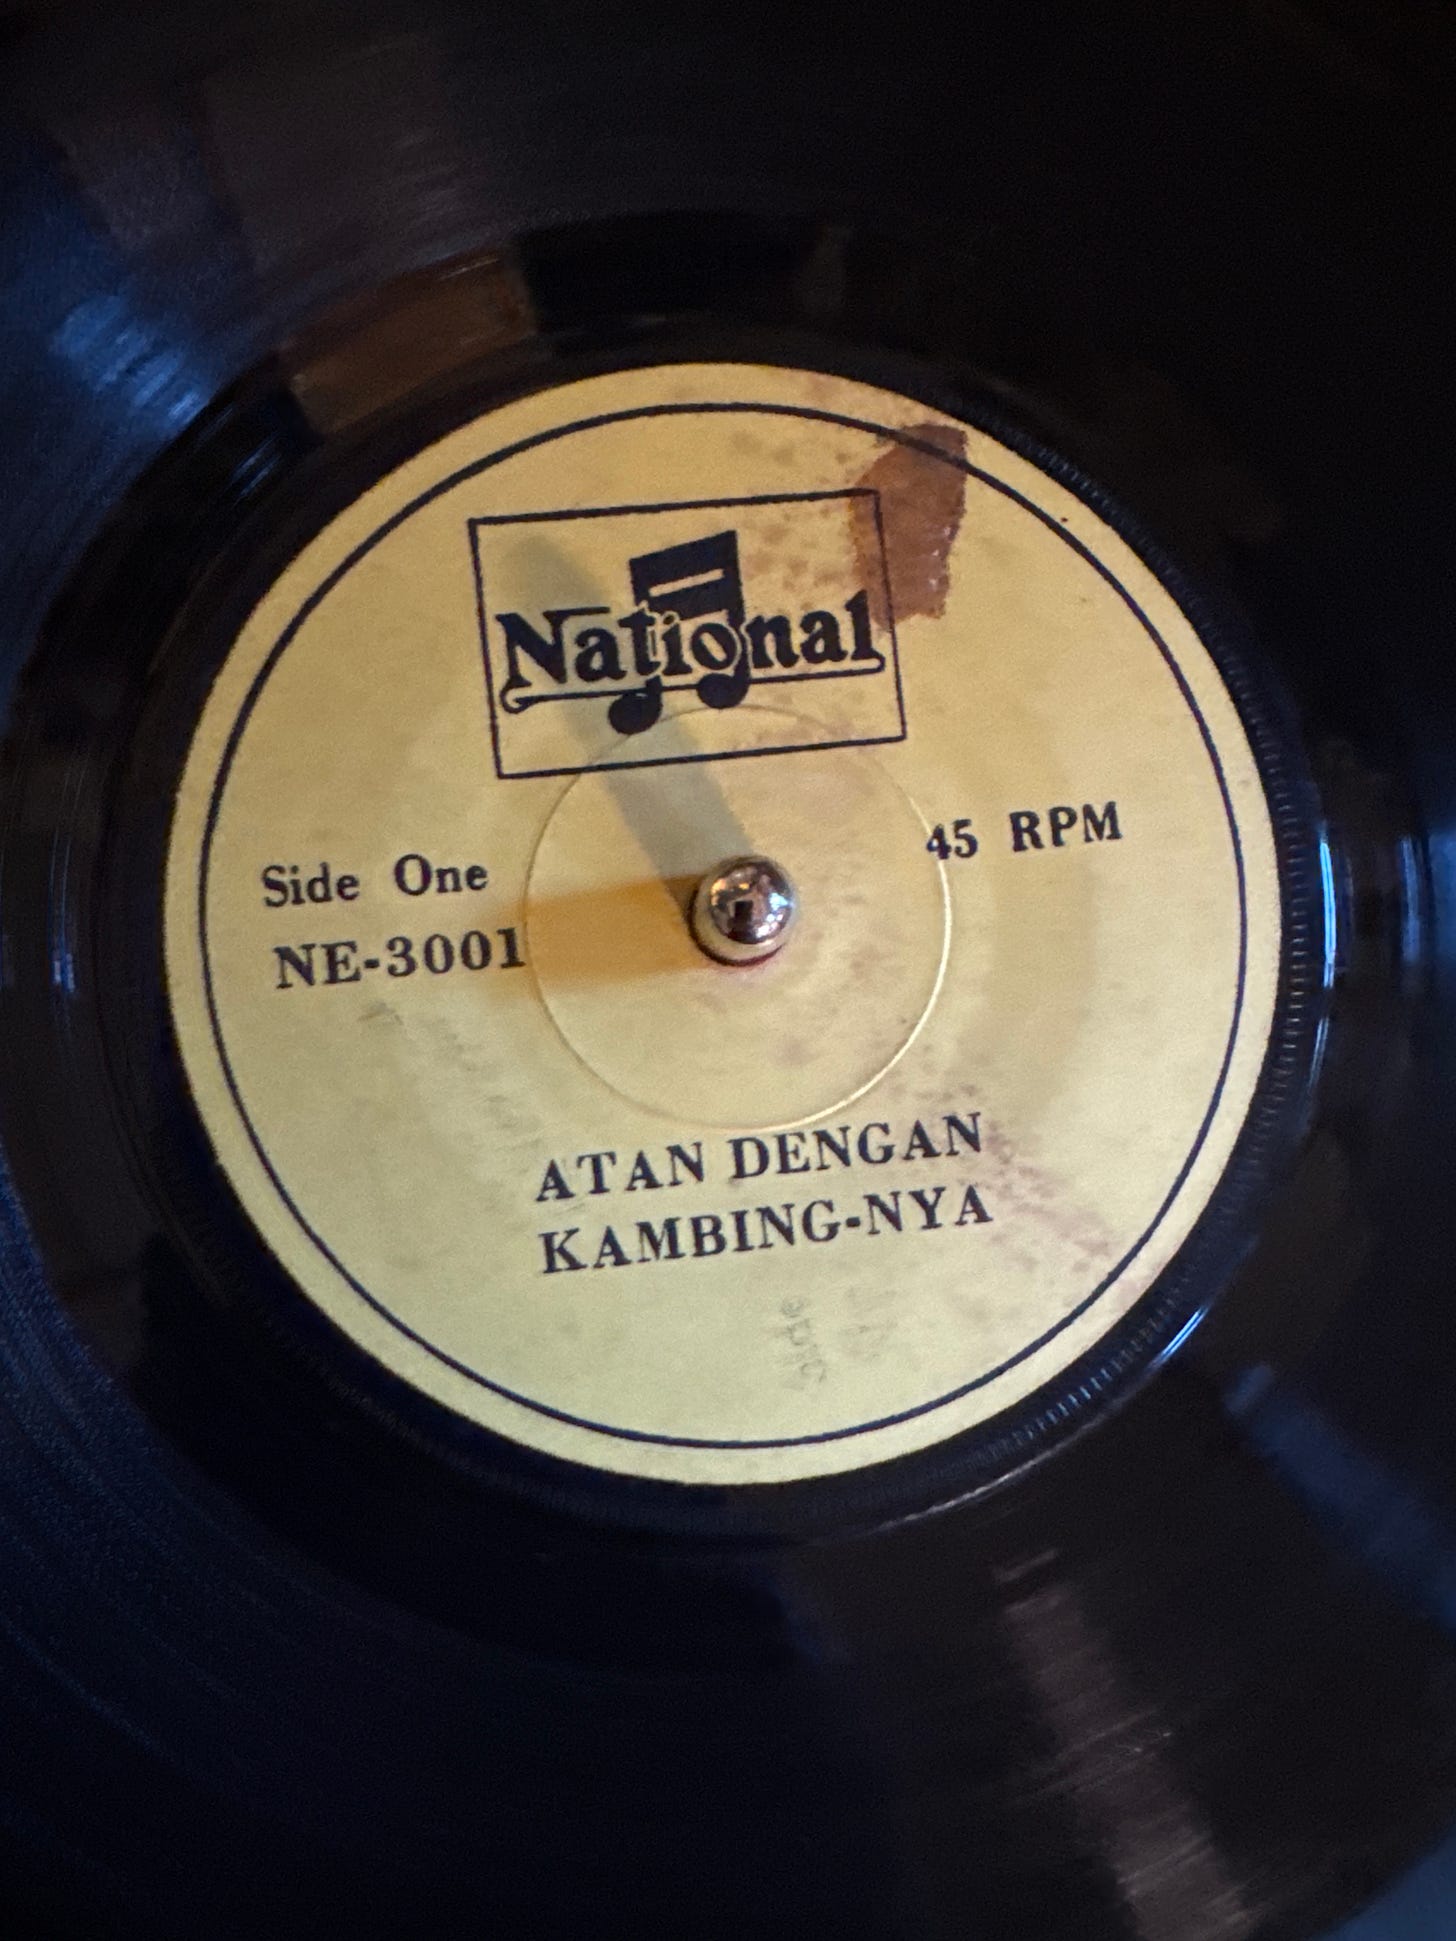 National
Side One
45 RPM
NE-3001
ATAN DENGAN
KAMBING-NYA